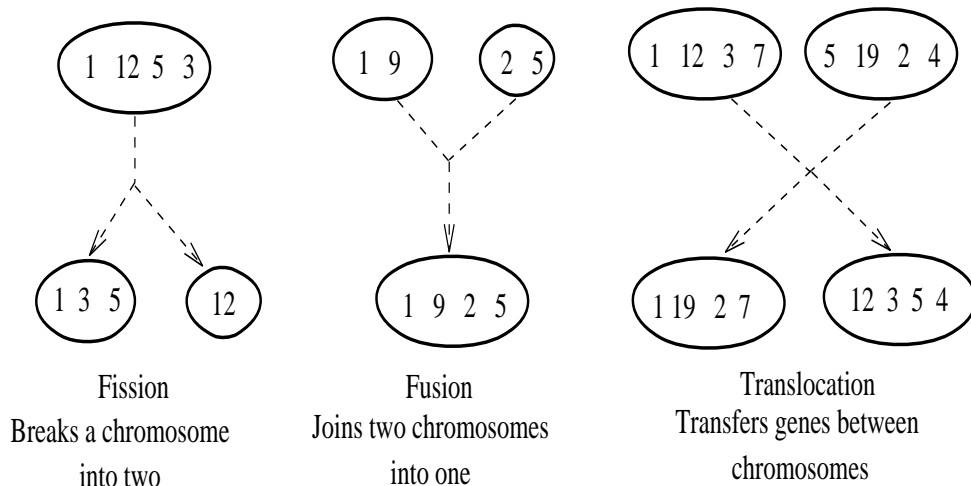 1 12 5 3
1 9
2 5
1 12 3 7
5 19 2 4
1 3 5
12
1 9 2 5
1 19 2 7
12 3 5 4
Fission
Breaks a chromosome
into two
Fusion
Joins two chromosomes
into one
Translocation
Transfers genes between
chromosomes